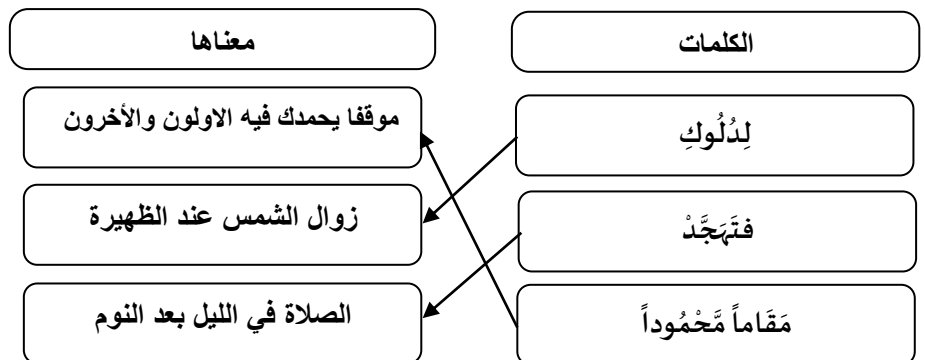 الكلمات
معناها
لِدُلُوكِ
موقفا يحمدك فيه الاولون والأخرون
فتَهَجَّدْ
زوال الشمس عند الظهيرة
مَقَاماً مَّحْمُوداً
الصلاة في الليل بعد النوم